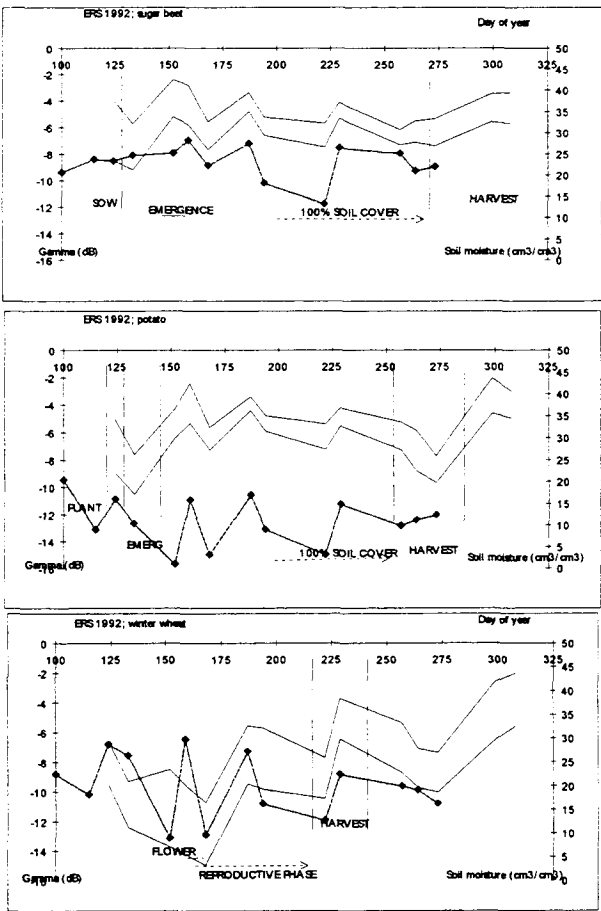 ERS 1992; sugar beet
Day of year
0 100 125 150 175 200 225 250 275 300 325 50
-2 45
-4 40
-6 35
30
-8 25
-10 20
-12 15
SOW EMERGENCE 100% SOIL COVER HARVEST
10
-14 5
Gamma (dB) Soil moisture (cm3/cm3)
-16 0
ERS 1992; potato
0 100 125 150 175 200 225 250 275 300 325 50
-2 45
-4 40
35
-6 30
-8 25
-10 20
-12 15
PLANT
10
-14 5
EMERG 100% SOIL COVER HARVEST
Gamma (dB) Soil moisture (cm3/cm3)
0
ERS 1992; winter wheat
Day of year
0 100 125 150 175 200 225 250 275 300 325 50
-2 45
-4 40
35
-6 30
-8 25
-10 20
-12 15
HARVEST
10
-14 5
FLOWER
REPRODUCTIVE PHASE
Gamma (dB) Soil moisture (cm3/cm3)
0